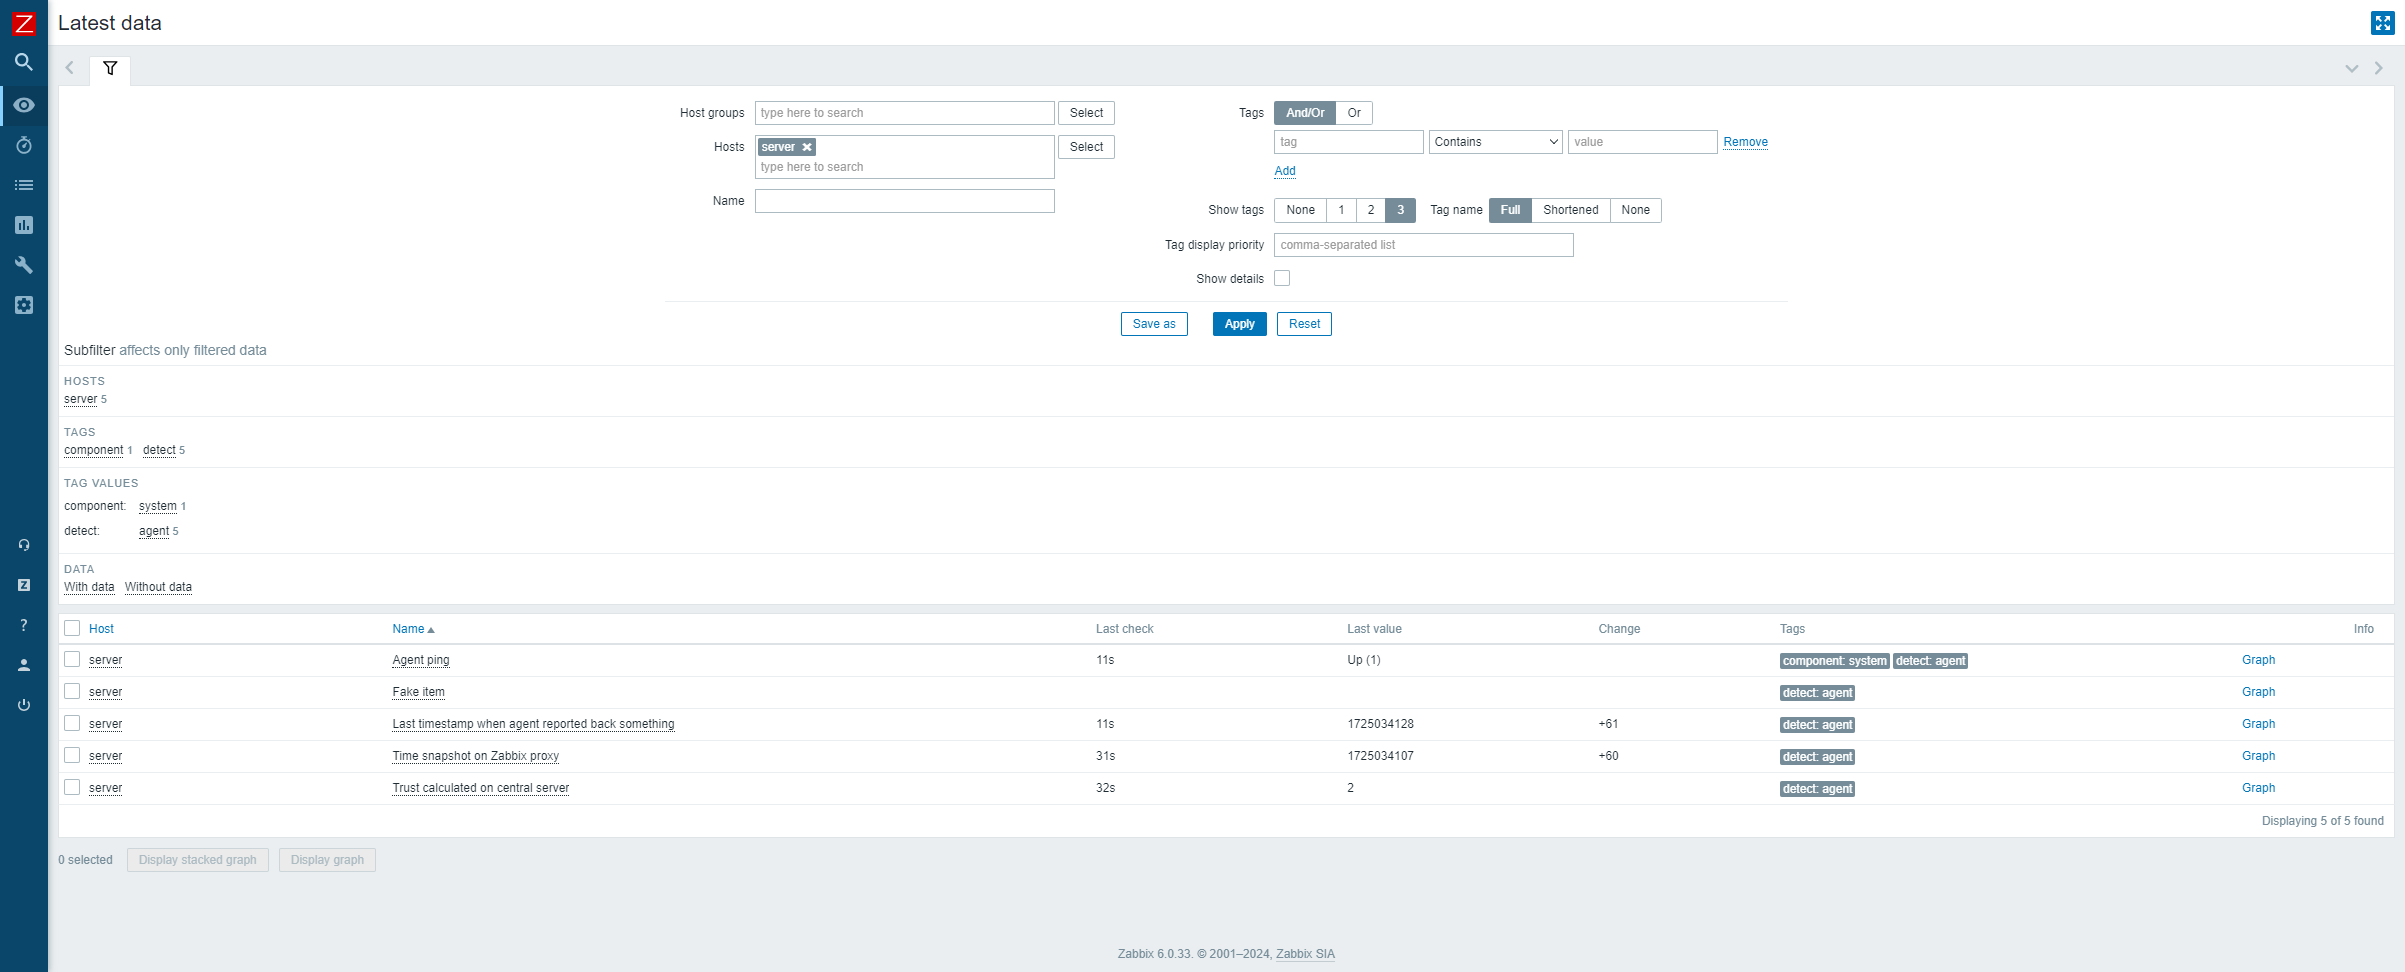 Z
Latest data
Host groups type here to search Select
Hosts server type here to search Select
Name
Tags And/Or Or
tag Contains value Remove
Add
Show tags None 1 2 3 Tag name Full Shortened None
Tag display priority comma-separated list
Show details
Save as Apply Reset
Subfilter affects only filtered data
HOSTS
server 5
TAGS
component 1 detect 5
TAG VALUES
component: system 1
detect: agent 5
DATA
With data Without data
Host Name Last check Last value Change Tags Info
server Agent ping 11s Up (1) component: system detect: agent Graph
server Fake item detect: agent Graph
server Last timestamp when agent reported back something 11s 1725034128 +61 detect: agent Graph
server Time snapshot on Zabbix proxy 31s 1725034107 +60 detect: agent Graph
server Trust calculated on central server 32s 2 detect: agent Graph
Displaying 5 of 5 found
0 selected Display stacked graph Display graph
Zabbix 6.0.33. © 2001–2024, Zabbix SIA
Z
?